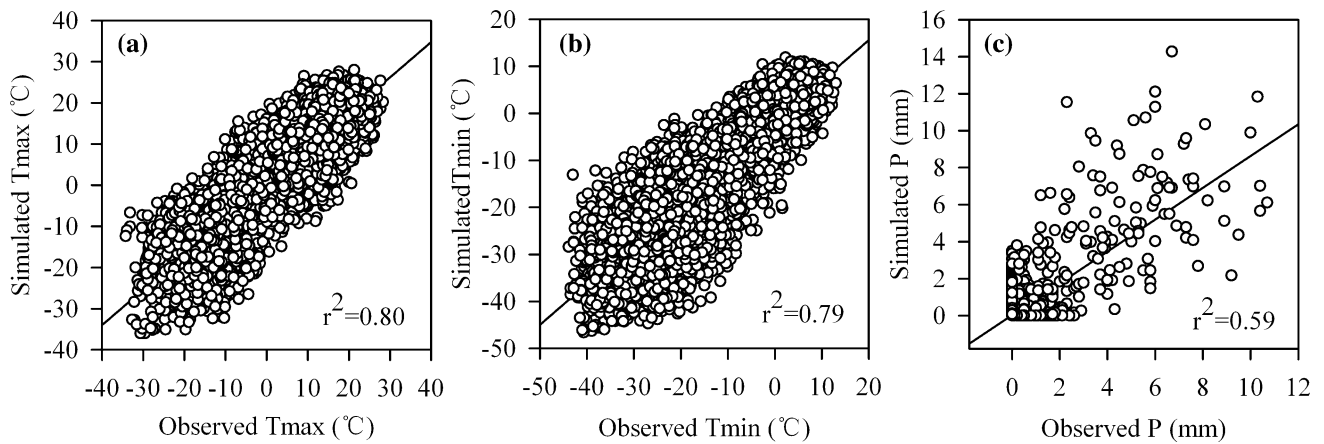 (a)
Simulated Tmax (℃)
40
30
20
10
0
-10
-20
-30
-40
-40 -30 -20 -10 0 10 20 30 40
Observed Tmax (℃)
r²=0.80
(b)
SimulatedTmin (℃)
20
10
0
-10
-20
-30
-40
-50
-50 -40 -30 -20 -10 0 10 20
Observed Tmin (℃)
r²=0.79
(c)
Simulated P (mm)
16
14
12
10
8
6
4
2
0
0 2 4 6 8 10 12
Observed P (mm)
r²=0.59